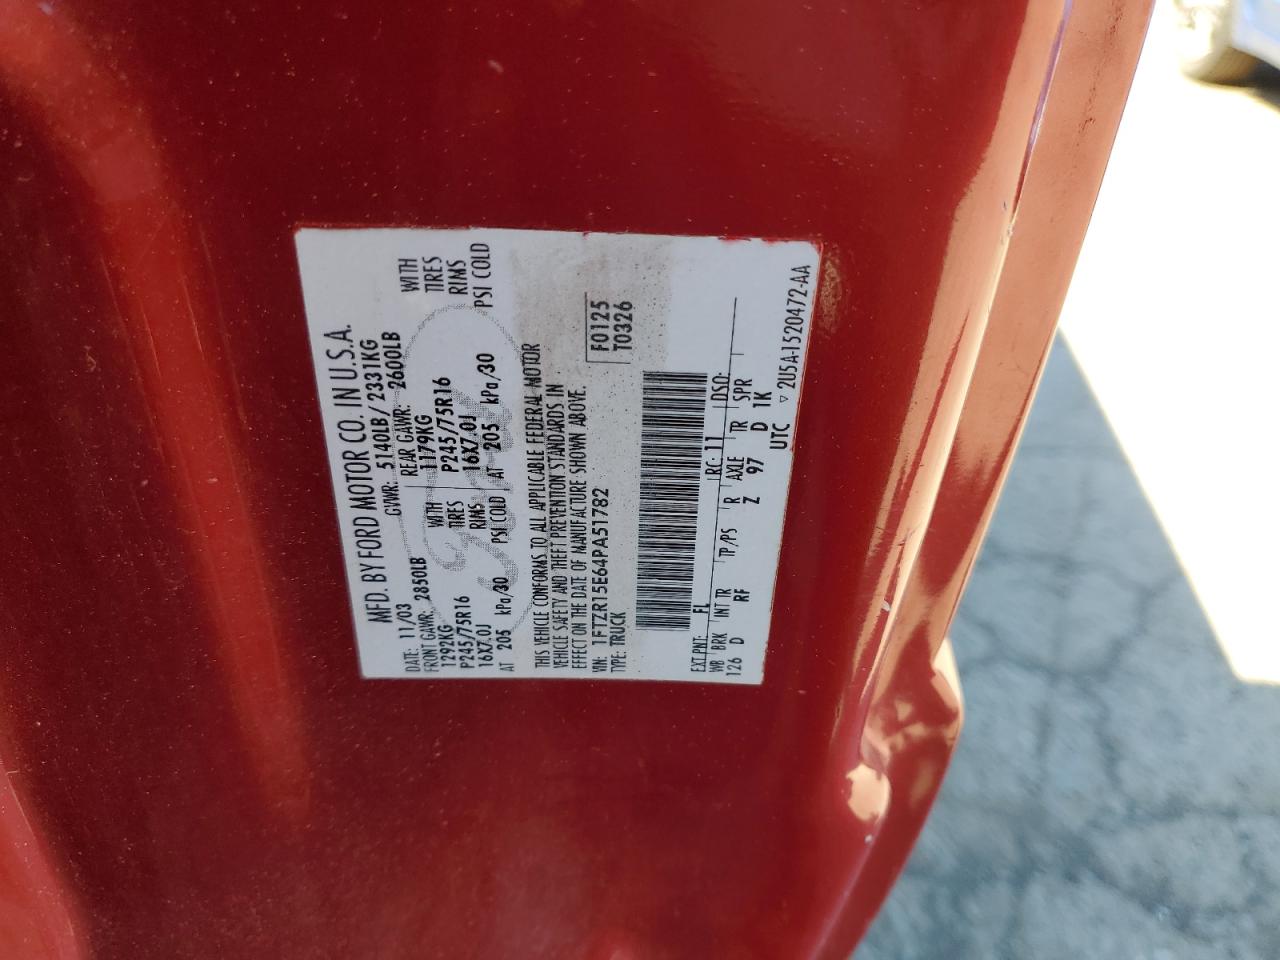 MFD. BY FORD MOTOR CO. IN U.S.A.
DATE: 11/03 GVWR: 5140LB/ 2331KG
FRONT GAWR: 2850LB REAR GAWR: 2600LB
1292KG WITH 1179KG WITH
P245/75R16 TIRES P245/75R16 TIRES
16X7.0J RIMS 16X7.0J RIMS
AT 205 kPa/30 PSI COLD AT 205 kPa/30 PSI COLD
THIS VEHICLE CONFORMS TO ALL APPLICABLE FEDERAL MOTOR
VEHICLE SAFETY AND THEFT PREVENTION STANDARDS IN
EFFECT ON THE DATE OF MANUFACTURE SHOWN ABOVE.
VIN: 1FTZR15E64PA51782 F0125
TYPE: TRUCK T0326
EXT PNT: FL RC: 11 DSO:
WB BRK INT TR TP/PS R AXLE TR SPR
126 D RF Z 97 D 1K
UTC ▽ 2U5A-1520472-AA